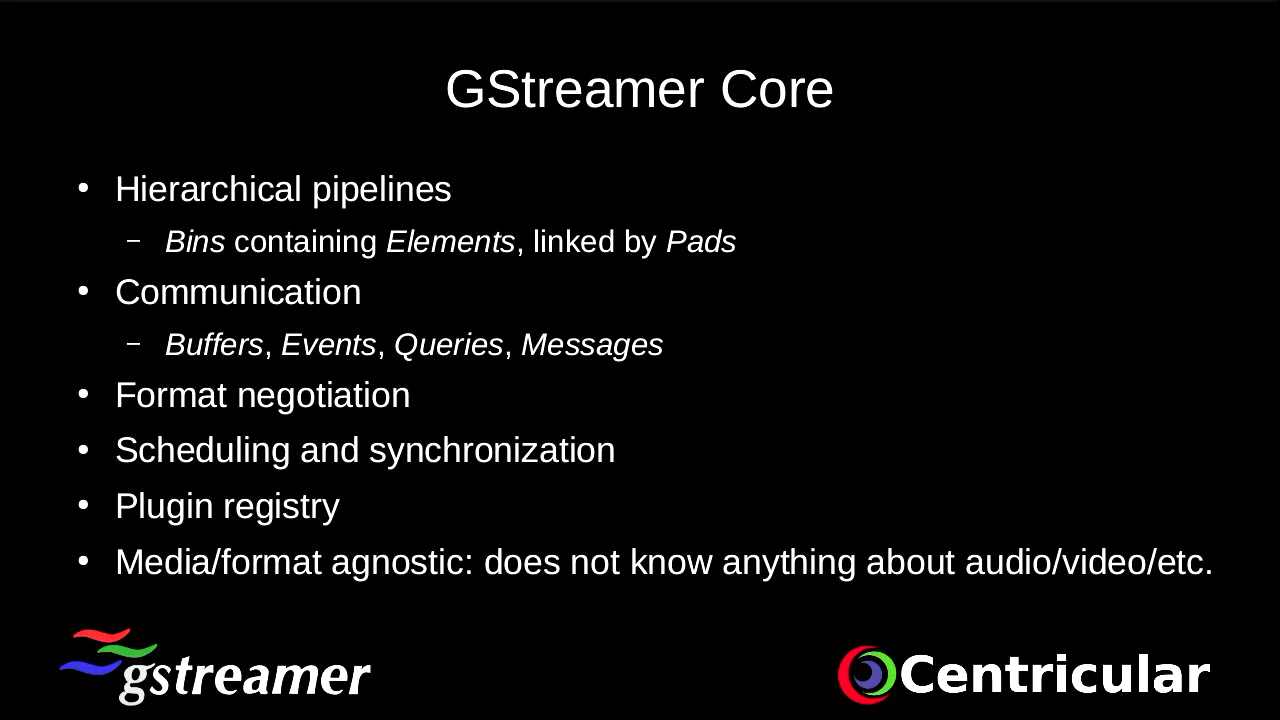 GStreamer Core
• Hierarchical pipelines
– Bins containing Elements, linked by Pads
• Communication
– Buffers, Events, Queries, Messages
• Format negotiation
• Scheduling and synchronization
• Plugin registry
• Media/format agnostic: does not know anything about audio/video/etc.
gstreamer
Centricular